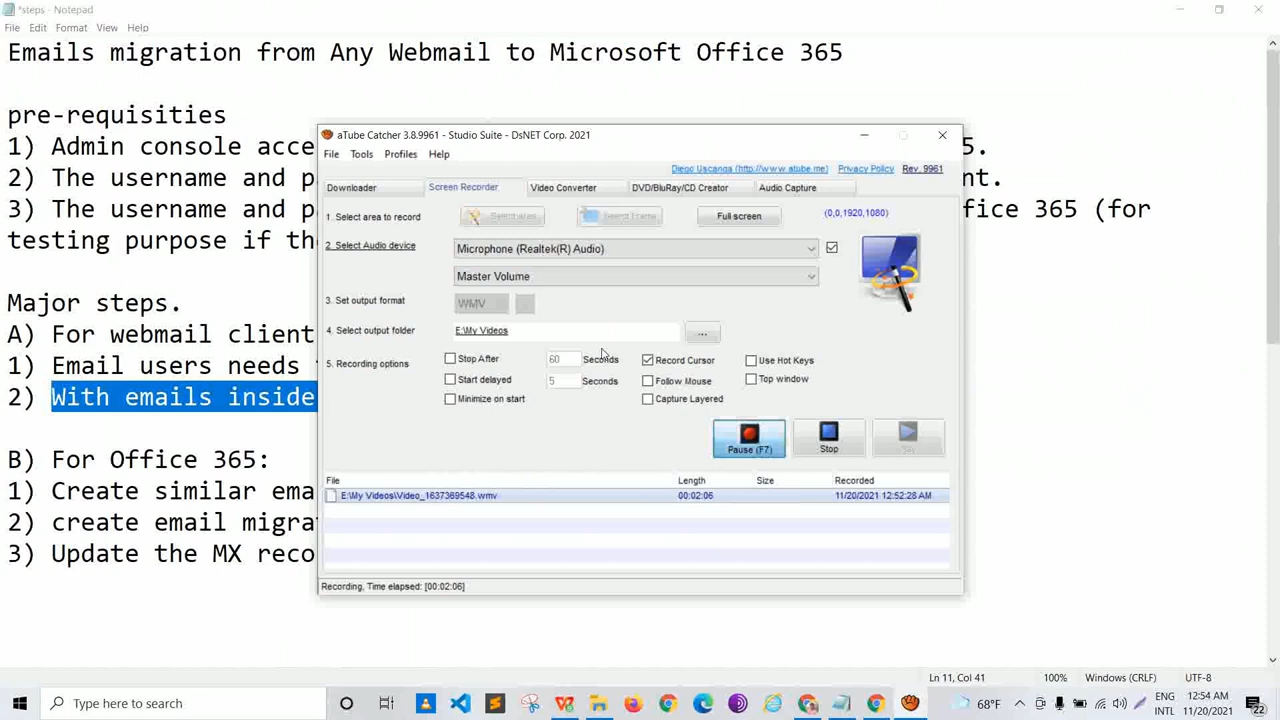 *steps - Notepad
File Edit Format View Help
Emails migration from Any Webmail to Microsoft Office 365
pre-requisities
1) Admin console acce 5.
2) The username and p nt.
3) The username and p fice 365 (for
testing purpose if th
Major steps.
A) For webmail client
1) Email users needs
2) With emails inside
B) For Office 365:
1) Create similar ema
2) create email migra
3) Update the MX reco
aTube Catcher 3.8.9961 - Studio Suite - DsNET Corp. 2021
File Tools Profiles Help
Diego Uscanga (http://www.atube.me) Privacy Policy Rev. 9961
Downloader Screen Recorder Video Converter DVD/BluRay/CD Creator Audio Capture
1. Select area to record Select area Select Frame Full screen (0,0,1920,1080)
2. Select Audio device Microphone (Realtek(R) Audio)
Master Volume
3. Set output format WMV
4. Select output folder E:\My Videos ...
5. Recording options Stop After 60 Seconds Record Cursor Use Hot Keys
Start delayed 5 Seconds Follow Mouse Top window
Minimize on start Capture Layered
Pause (F7) Stop
File Length Size Recorded
E:\My Videos\Video_1637369548.wmv 00:02:06 11/20/2021 12:52:28 AM
Recording, Time elapsed: [00:02:06]
Ln 11, Col 41 100% Windows (CRLF) UTF-8
Type here to search 68°F ENG INTL 12:54 AM 11/20/2021 22